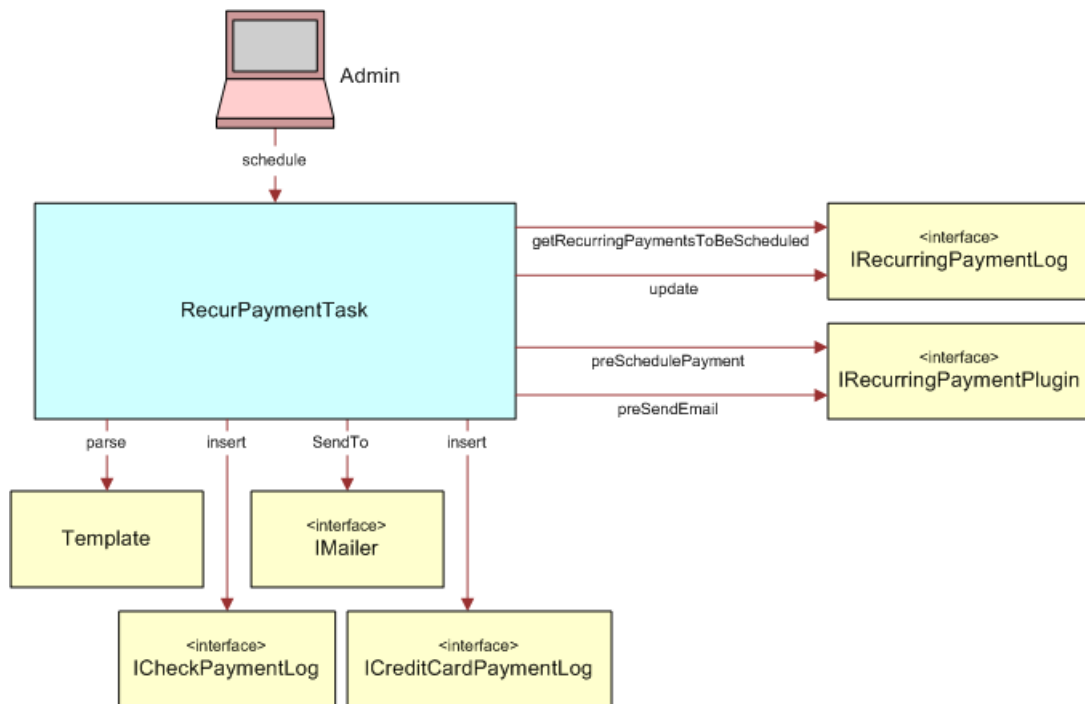 Admin
schedule
getRecurringPaymentsToBeScheduled
<interface>
IRecurringPaymentLog
update
RecurPaymentTask
preSchedulePayment
<interface>
IRecurringPaymentPlugin
preSendEmail
parse
insert
SendTo
insert
Template
<interface>
IMailer
<interface>
ICheckPaymentLog
<interface>
ICreditCardPaymentLog